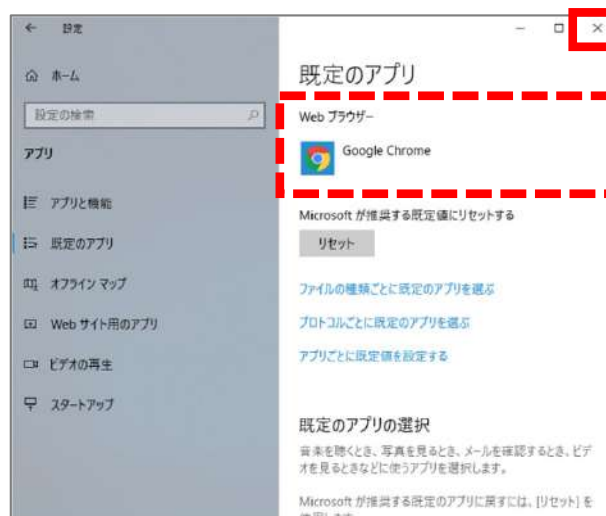 設定
ホーム
設定の検索
アプリ
アプリと機能
既定のアプリ
オフライン マップ
Web サイト用のアプリ
ビデオの再生
スタートアップ
既定のアプリ
Web ブラウザー
Google Chrome
Microsoft が推奨する既定値にリセットする
リセット
ファイルの種類ごとに既定のアプリを選ぶ
プロトコルごとに既定のアプリを選ぶ
アプリごとに既定値を設定する
既定のアプリの選択
音楽を聴くとき、写真を見るとき、メールを確認するとき、ビデ
オを見るときなどに使うアプリを選択します。
Microsoft が推奨する既定のアプリに戻すには、[リセット] を